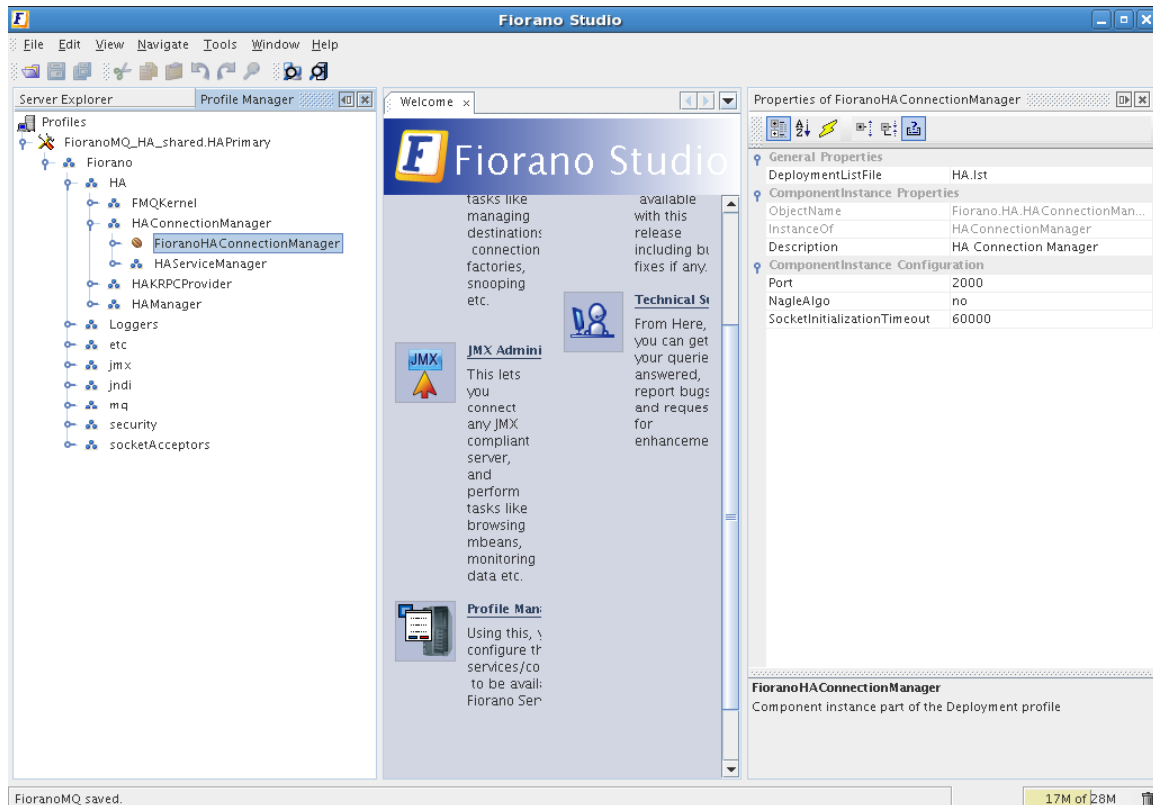 F
Fiorano Studio
File Edit View Navigate Tools Window Help
Server Explorer
Profile Manager
Profiles
FioranoMQ_HA_shared.HAPrimary
Fiorano
HA
FMQKernel
HAConnectionManager
FioranoHAConnectionManager
HAServiceManager
HAKRPCProvider
HAManager
Loggers
etc
jmx
jndi
mq
security
socketAcceptors
Welcome
F Fiorano Studio
tasks like
managing
destinations
connection
factories,
snooping
etc.
available
with this
release
including bu
fixes if any.
Technical Su
From Here,
you can get
your querie
answered,
report bugs
and reques
for
enhanceme
JMX
JMX Admini
This lets
you
connect
any JMX
compliant
server,
and
perform
tasks like
browsing
mbeans,
monitoring
data etc.
Profile Man
Using this, y
configure th
services/co
to be avail
Fiorano Ser
Properties of FioranoHAConnectionManager
General Properties
DeploymentListFile HA.lst
ComponentInstance Properties
ObjectName Fiorano.HA.HAConnectionMan...
InstanceOf HAConnectionManager
Description HA Connection Manager
ComponentInstance Configuration
Port 2000
NagleAlgo no
SocketInitializationTimeout 60000
FioranoHAConnectionManager
Component instance part of the Deployment profile
FioranoMQ saved.
17M of 28M